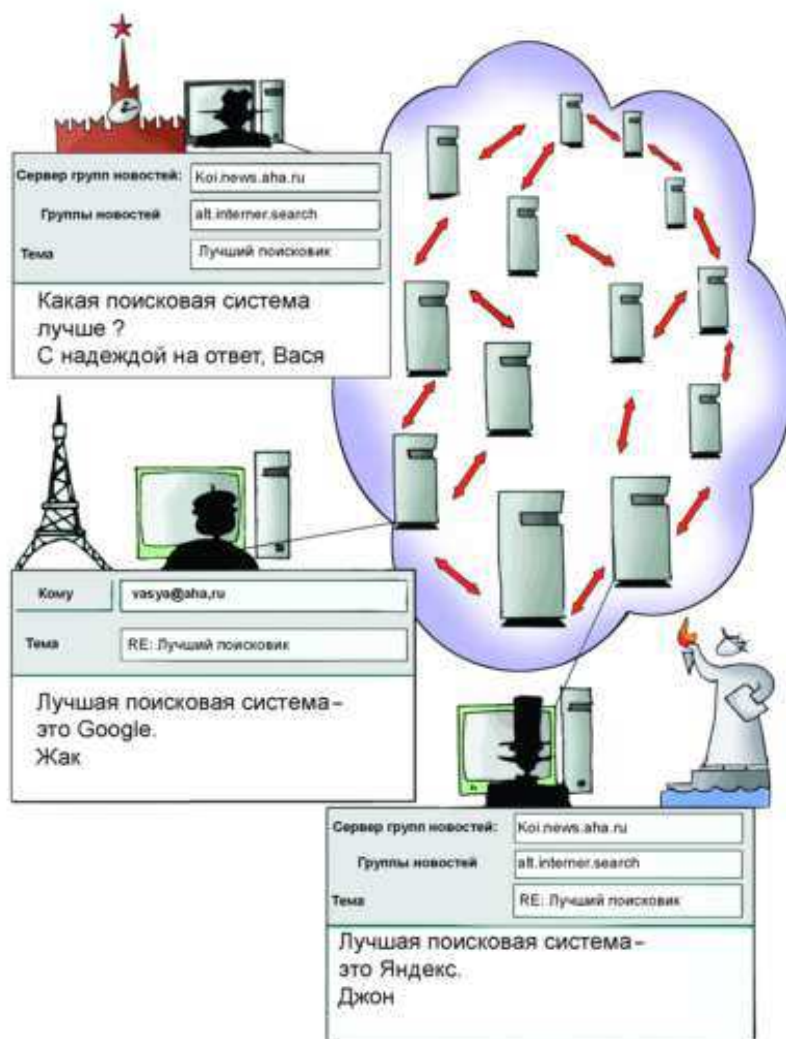 Сервер групп новостей: Koi.news.aha.ru
Группы новостей alt.interner.search
Тема Лучший поисковик
Какая поисковая система
лучше ?
С надеждой на ответ, Вася
Кому vasya@aha,ru
Тема RE: Лучший поисковик
Лучшая поисковая система–
это Google.
Жак
Сервер групп новостей: Koi.news.aha.ru
Группы новостей alt.interner.search
Тема RE: Лучший поисковик
Лучшая поисковая система–
это Яндекс.
Джон